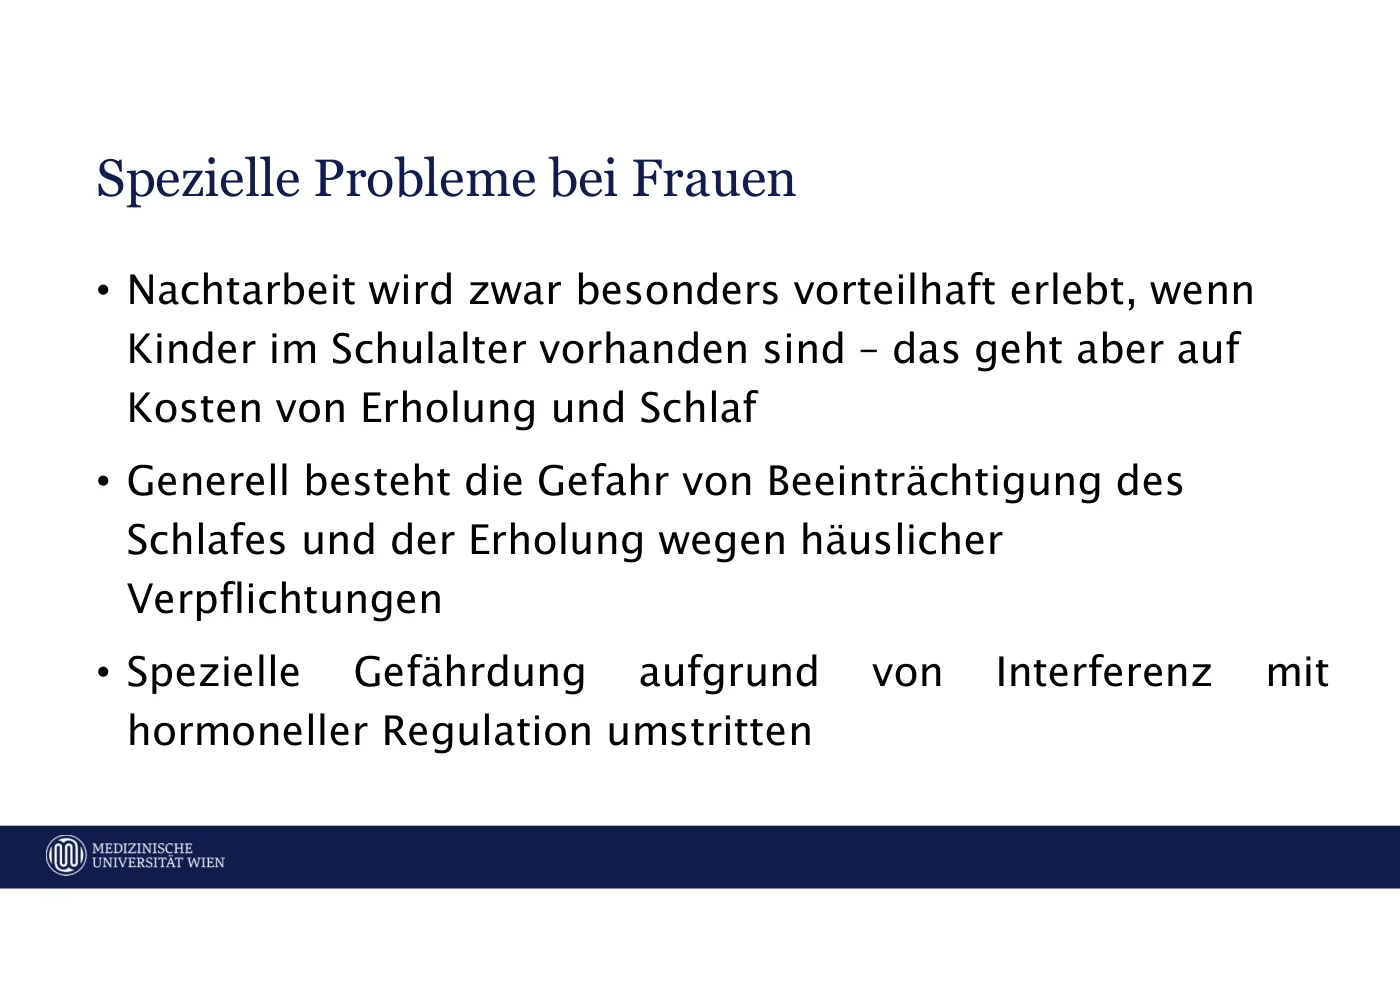 Spezielle Probleme bei Frauen
• Nachtarbeit wird zwar besonders vorteilhaft erlebt, wenn
Kinder im Schulalter vorhanden sind – das geht aber auf
Kosten von Erholung und Schlaf
• Generell besteht die Gefahr von Beeinträchtigung des
Schlafes und der Erholung wegen häuslicher
Verpflichtungen
• Spezielle Gefährdung aufgrund von Interferenz mit
hormoneller Regulation umstritten
MEDIZINISCHE
UNIVERSITÄT WIEN